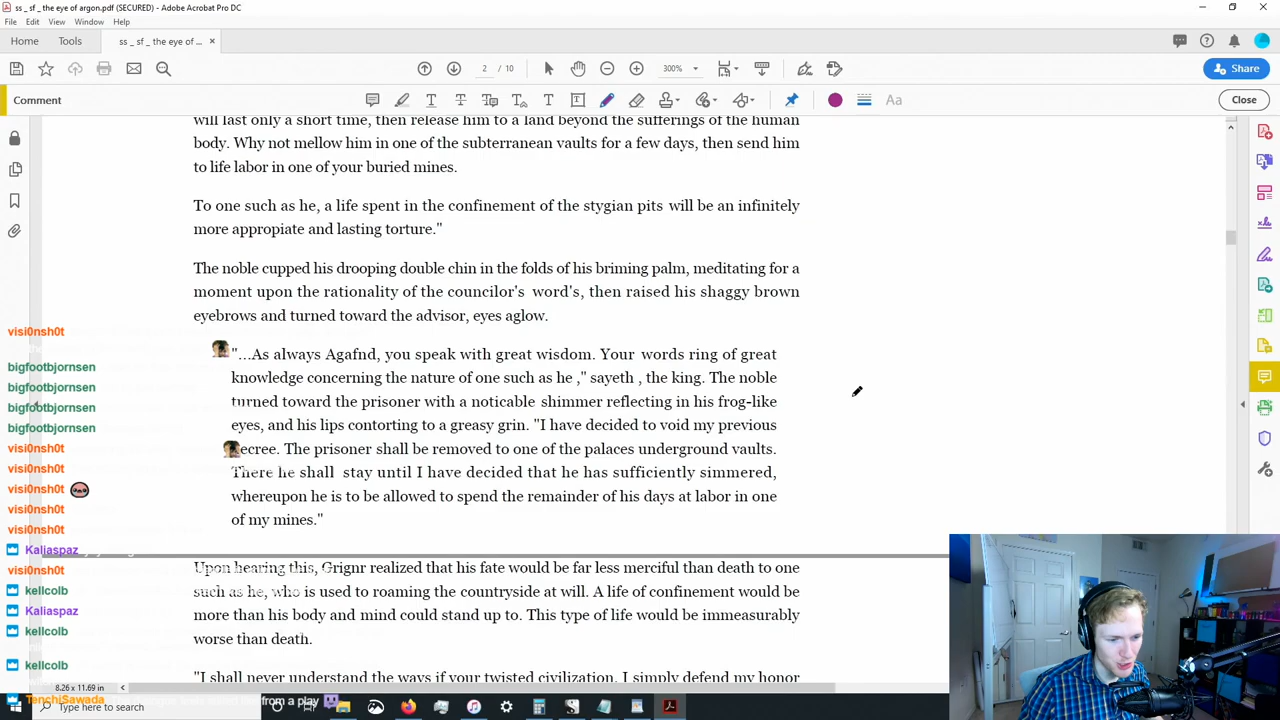 ss _ sf _ the eye of argon.pdf (SECURED) - Adobe Acrobat Pro DC
File Edit View Window Help
Home Tools ss _ sf _ the eye of ... ×
2 / 10 300% Share
Comment Aa Close
will last only a short time, then release him to a land beyond the sufferings of the human
body. Why not mellow him in one of the subterranean vaults for a few days, then send him
to life labor in one of your buried mines.
To one such as he, a life spent in the confinement of the stygian pits will be an infinitely
more appropiate and lasting torture."
The noble cupped his drooping double chin in the folds of his briming palm, meditating for a
moment upon the rationality of the councilor's word's, then raised his shaggy brown
eyebrows and turned toward the advisor, eyes aglow.
"...As always Agafnd, you speak with great wisdom. Your words ring of great
knowledge concerning the nature of one such as he ," sayeth , the king. The noble
turned toward the prisoner with a noticable shimmer reflecting in his frog-like
eyes, and his lips contorting to a greasy grin. "I have decided to void my previous
ecree. The prisoner shall be removed to one of the palaces underground vaults.
There he shall stay until I have decided that he has sufficiently simmered,
whereupon he is to be allowed to spend the remainder of his days at labor in one
of my mines."
Upon hearing this, Grignr realized that his fate would be far less merciful than death to one
such as he, who is used to roaming the countryside at will. A life of confinement would be
more than his body and mind could stand up to. This type of life would be immeasurably
worse than death.
"I shall never understand the ways if your twisted civilization. I simply defend my honor
visi0nsh0t
bigfootbjornsen
bigfootbjornsen
bigfootbjornsen
bigfootbjornsen
visi0nsh0t
visi0nsh0t
visi0nsh0t
visi0nsh0t
visi0nsh0t
Kaliaspaz
visi0nsh0t
kellcolb
Kaliaspaz
kellcolb
kellcolb
TenchiSawada
from a play
8.26 x 11.69 in
Type here to search